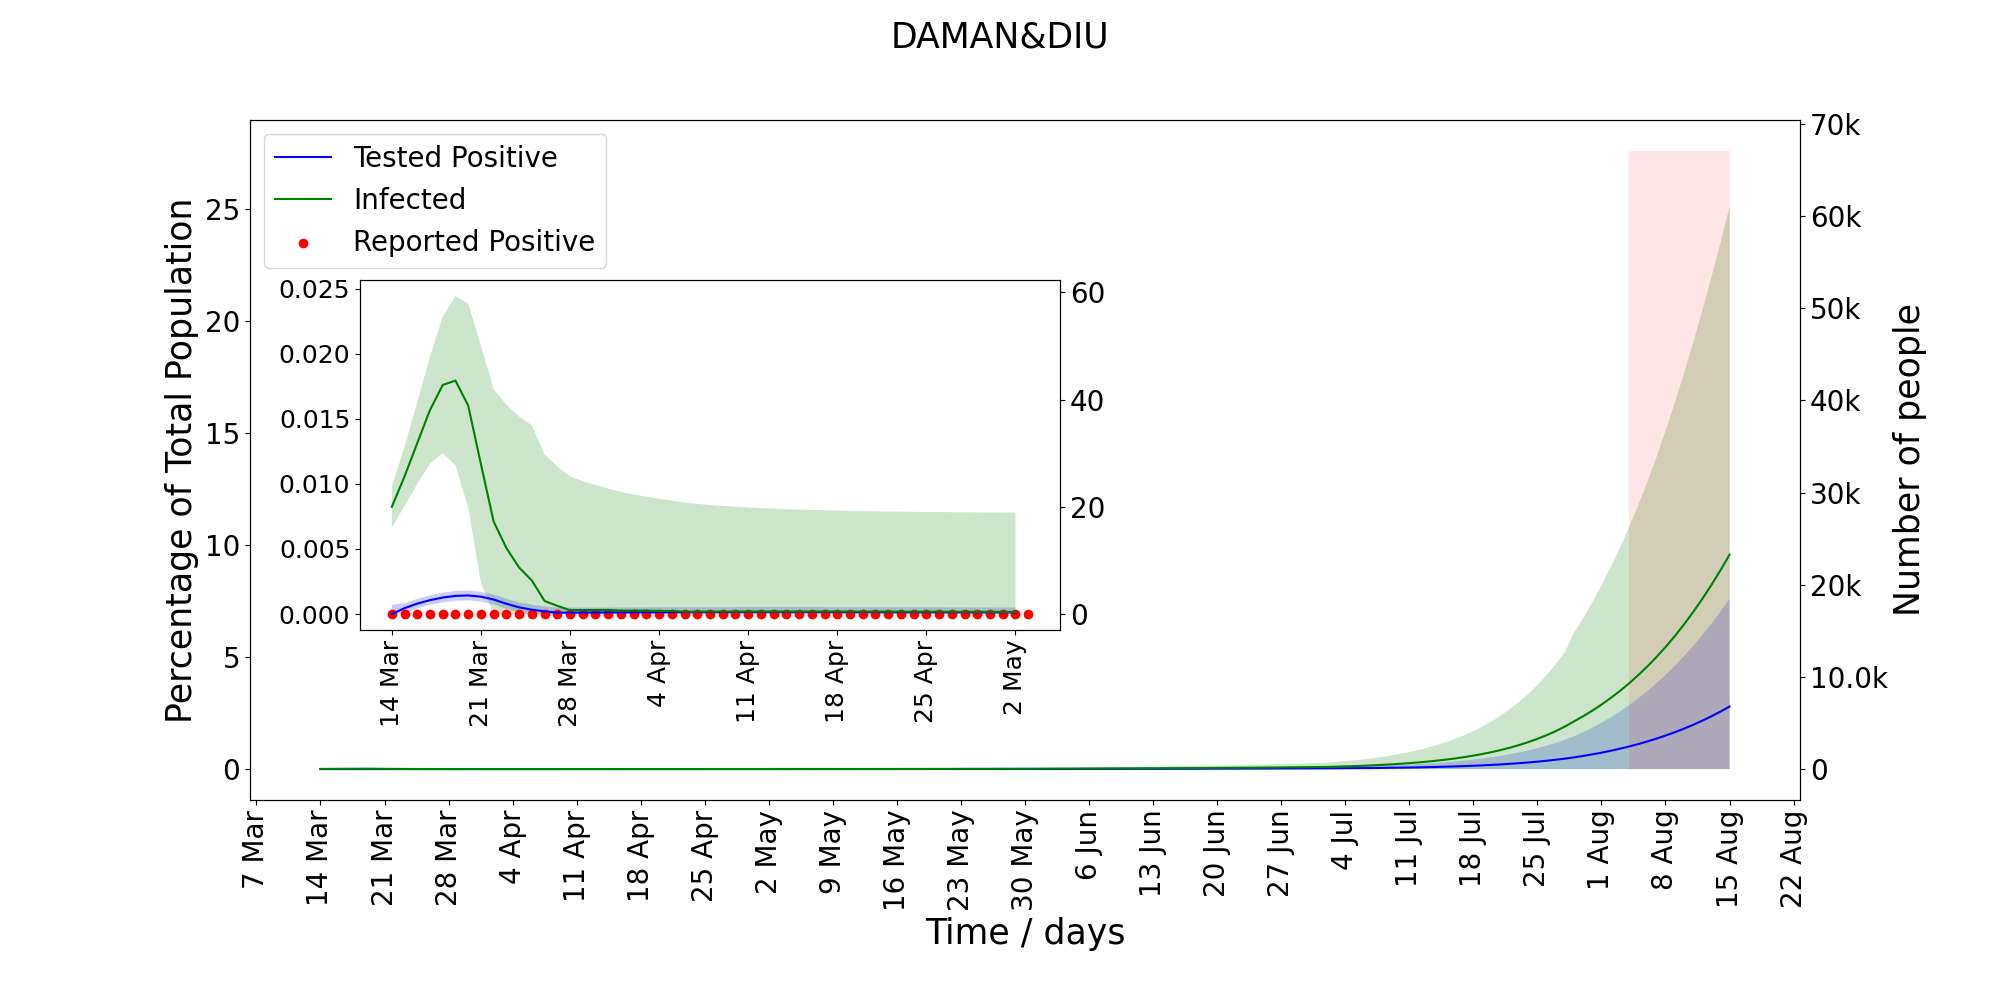 DAMAN&DIU
Tested Positive
Infected
Reported Positive
Percentage of Total Population
25
20
15
10
5
0
70k
60k
50k
40k
30k
20k
10.0k
0
Number of people
0.025
0.020
0.015
0.010
0.005
0.000
60
40
20
0
14 Mar
21 Mar
28 Mar
4 Apr
11 Apr
18 Apr
25 Apr
2 May
7 Mar
14 Mar
21 Mar
28 Mar
4 Apr
11 Apr
18 Apr
25 Apr
2 May
9 May
16 May
23 May
30 May
6 Jun
13 Jun
20 Jun
27 Jun
4 Jul
11 Jul
18 Jul
25 Jul
1 Aug
8 Aug
15 Aug
22 Aug
Time / days